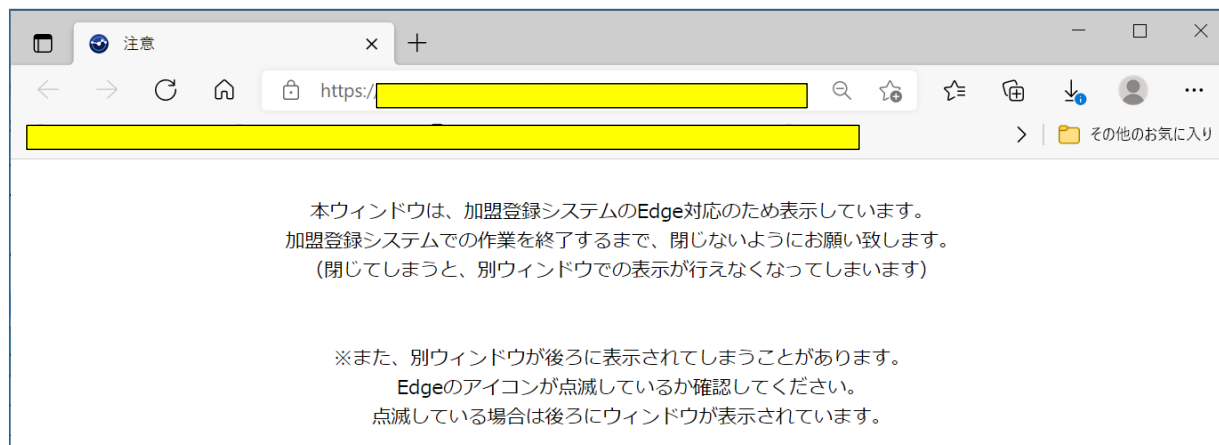 注意
https://
その他のお気に入り
本ウィンドウは、加盟登録システムのEdge対応のため表示しています。
加盟登録システムでの作業を終了するまで、閉じないようにお願い致します。
（閉じてしまうと、別ウィンドウでの表示が行えなくなってしまいます）
※また、別ウィンドウが後ろに表示されてしまうことがあります。
Edgeのアイコンが点滅しているか確認してください。
点滅している場合は後ろにウィンドウが表示されています。